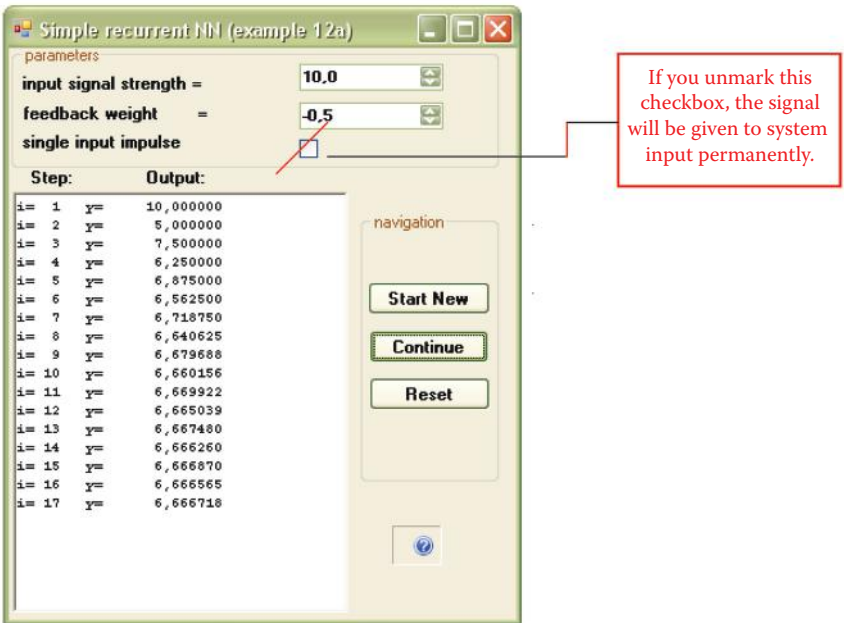 Simple recurrent NN (example 12a)
parameters
input signal strength = 10,0
feedback weight = -0,5
single input impulse
If you unmark this
checkbox, the signal
will be given to system
input permanently.
Step: Output:
i= 1 y= 10,000000
i= 2 y= 5,000000
i= 3 y= 7,500000
i= 4 y= 6,250000
i= 5 y= 6,875000
i= 6 y= 6,562500
i= 7 y= 6,718750
i= 8 y= 6,640625
i= 9 y= 6,679688
i= 10 y= 6,660156
i= 11 y= 6,669922
i= 12 y= 6,665039
i= 13 y= 6,667480
i= 14 y= 6,666260
i= 15 y= 6,666870
i= 16 y= 6,666565
i= 17 y= 6,666718
navigation
Start New
Continue
Reset